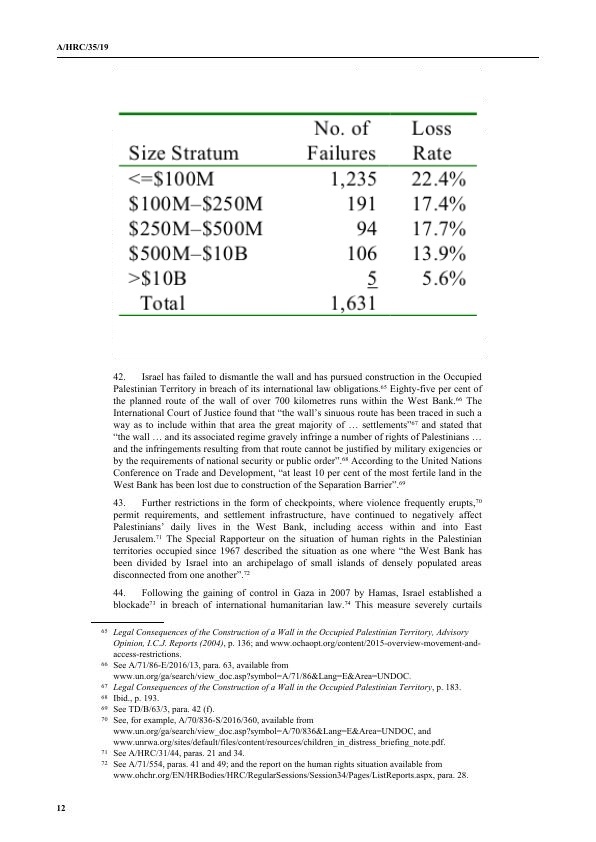 A/HRC/35/19
No. of Loss
Size Stratum Failures Rate
<=$100M 1,235 22.4%
$100M–$250M 191 17.4%
$250M–$500M 94 17.7%
$500M–$10B 106 13.9%
>$10B 5 5.6%
Total 1,631
42. Israel has failed to dismantle the wall and has pursued construction in the Occupied
Palestinian Territory in breach of its international law obligations.⁶⁵ Eighty-five per cent of
the planned route of the wall of over 700 kilometres runs within the West Bank.⁶⁶ The
International Court of Justice found that “the wall’s sinuous route has been traced in such a
way as to include within that area the great majority of … settlements”⁶⁷ and stated that
“the wall … and its associated regime gravely infringe a number of rights of Palestinians …
and the infringements resulting from that route cannot be justified by military exigencies or
by the requirements of national security or public order”.⁶⁸ According to the United Nations
Conference on Trade and Development, “at least 10 per cent of the most fertile land in the
West Bank has been lost due to construction of the Separation Barrier”.⁶⁹
43. Further restrictions in the form of checkpoints, where violence frequently erupts,⁷⁰
permit requirements, and settlement infrastructure, have continued to negatively affect
Palestinians’ daily lives in the West Bank, including access within and into East
Jerusalem.⁷¹ The Special Rapporteur on the situation of human rights in the Palestinian
territories occupied since 1967 described the situation as one where “the West Bank has
been divided by Israel into an archipelago of small islands of densely populated areas
disconnected from one another”.⁷²
44. Following the gaining of control in Gaza in 2007 by Hamas, Israel established a
blockade⁷³ in breach of international humanitarian law.⁷⁴ This measure severely curtails
⁶⁵ Legal Consequences of the Construction of a Wall in the Occupied Palestinian Territory, Advisory
Opinion, I.C.J. Reports (2004), p. 136; and www.ochaopt.org/content/2015-overview-movement-and-
access-restrictions.
⁶⁶ See A/71/86-E/2016/13, para. 63, available from
www.un.org/ga/search/view_doc.asp?symbol=A/71/86&Lang=E&Area=UNDOC.
⁶⁷ Legal Consequences of the Construction of a Wall in the Occupied Palestinian Territory, p. 183.
⁶⁸ Ibid., p. 193.
⁶⁹ See TD/B/63/3, para. 42 (f).
⁷⁰ See, for example, A/70/836-S/2016/360, available from
www.un.org/ga/search/view_doc.asp?symbol=A/70/836&Lang=E&Area=UNDOC, and
www.unrwa.org/sites/default/files/content/resources/children_in_distress_briefing_note.pdf.
⁷¹ See A/HRC/31/44, paras. 21 and 34.
⁷² See A/71/554, paras. 41 and 49; and the report on the human rights situation available from
www.ohchr.org/EN/HRBodies/HRC/RegularSessions/Session34/Pages/ListReports.aspx, para. 28.
12